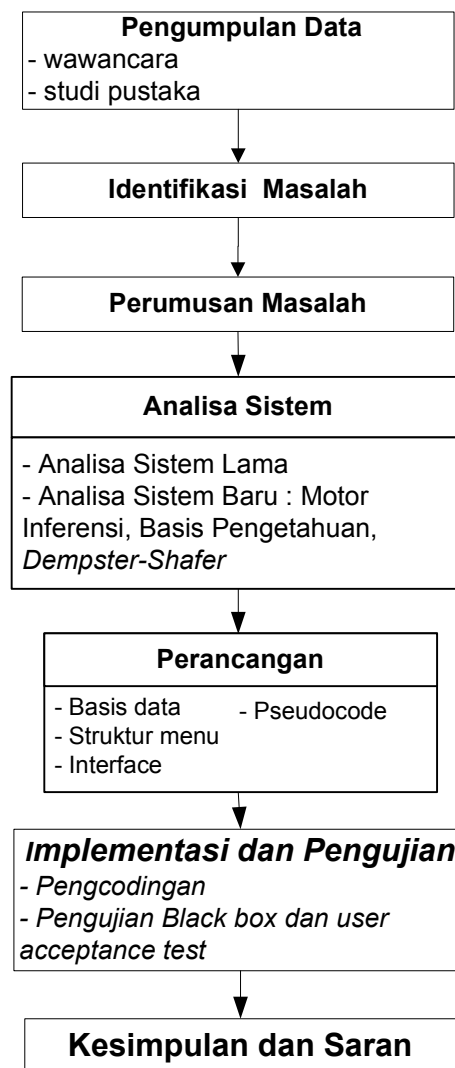 Pengumpulan Data
- wawancara
- studi pustaka
Identifikasi Masalah
Perumusan Masalah
Analisa Sistem
- Analisa Sistem Lama
- Analisa Sistem Baru : Motor
Inferensi, Basis Pengetahuan,
Dempster-Shafer
Perancangan
- Basis data
- Struktur menu
- Interface
- Pseudocode
Implementasi dan Pengujian
- Pengcodingan
- Pengujian Black box dan user
acceptance test
Kesimpulan dan Saran